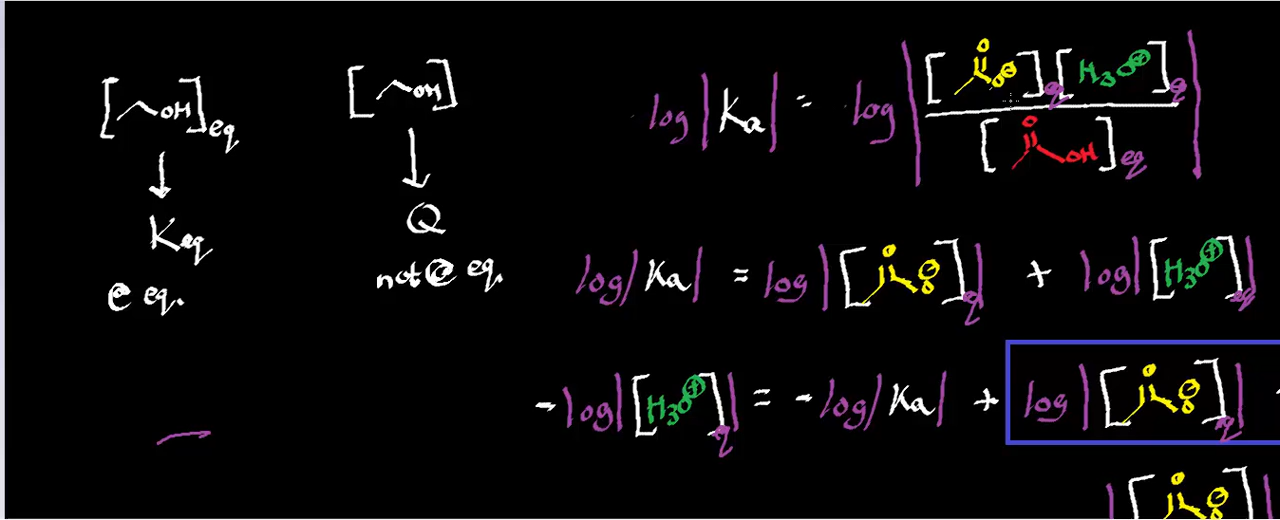 [OH]eq
Keq
@ eq.
[OH]
Q
not @ eq.
log|Ka| = log|[O O⊖]eq [H3O⊕]eq / [O OH]eq|
log|Ka| = log|[O O⊖]eq| + log|[H3O⊕]eq|
-log|[H3O⊕]eq| = -log|Ka| + log|[O O⊖]eq|
|[O O⊖]|